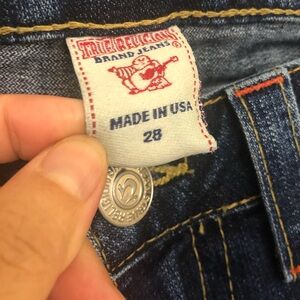 TRUE RELIGION
BRAND JEANS
MADE IN USA
28